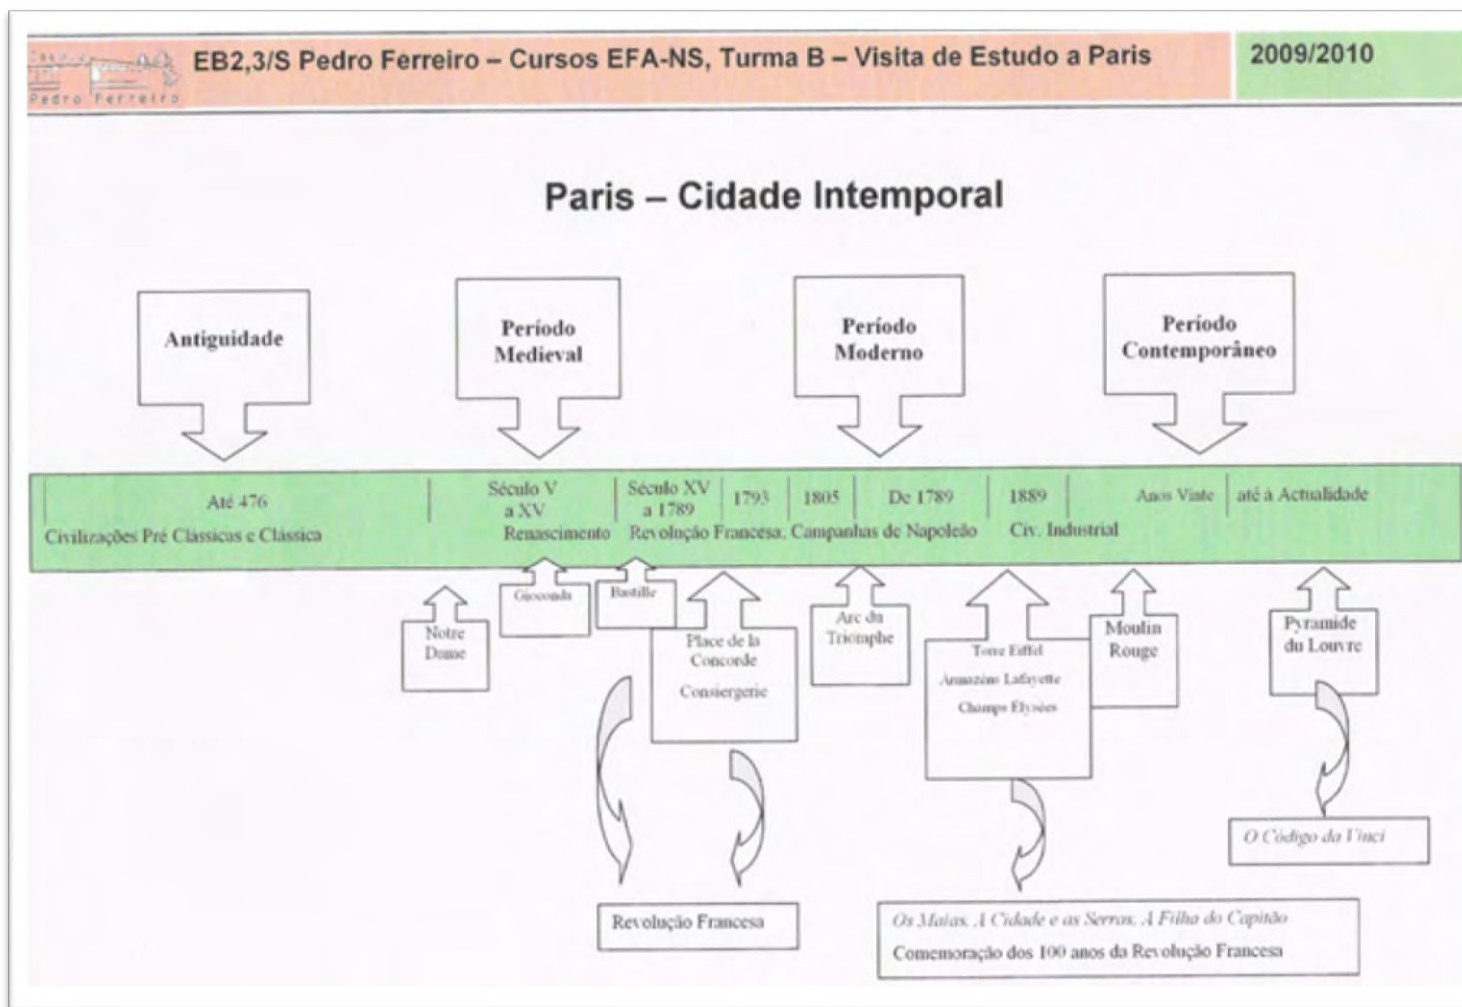 EB2,3/S Pedro Ferreiro – Cursos EFA-NS, Turma B – Visita de Estudo a Paris
2009/2010
Pedro Ferreiro
Paris – Cidade Intemporal
Antiguidade
Período
Medieval
Período
Moderno
Período
Contemporâneo
Até 476
Século V
a XV
Século XV
a 1789
1793
1805
De 1789
1889
Anos Vinte
até à Actualidade
Civilizações Pré Clássicas e Clássica
Renascimento
Revolução Francesa, Campanhas de Napoleão
Civ. Industrial
Notre
Dame
Gioconda
Bastille
Place de la
Concorde
Consiergerie
Arc du
Triomphe
Torre Eiffel
Armazéns Lafayette
Champs Élysées
Moulin
Rouge
Pyramide
du Louvre
O Código da Vinci
Revolução Francesa
Os Maias, A Cidade e as Serras, A Filha do Capitão
Comemoração dos 100 anos da Revolução Francesa